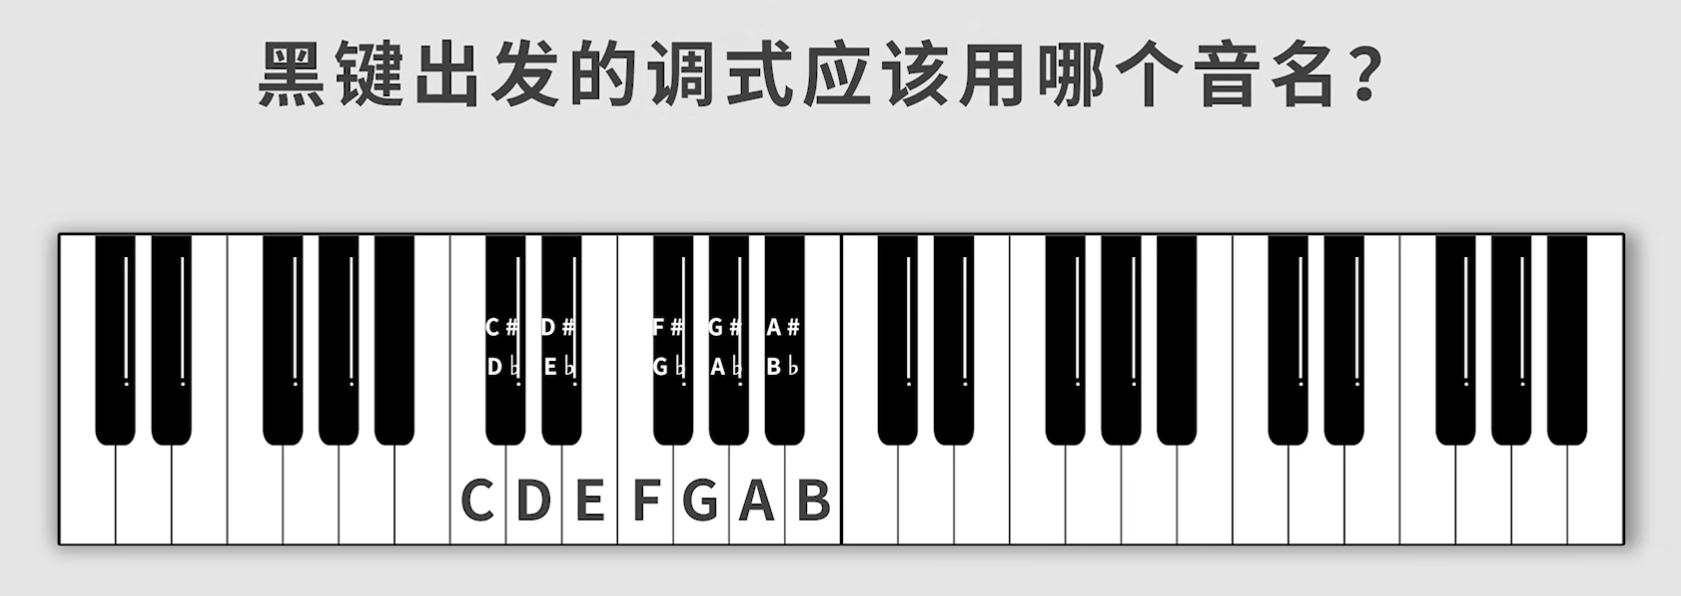 黑键出发的调式应该用哪个音名？
C# D# F# G# A#
D♭ E♭ G♭ A♭ B♭
C D E F G A B